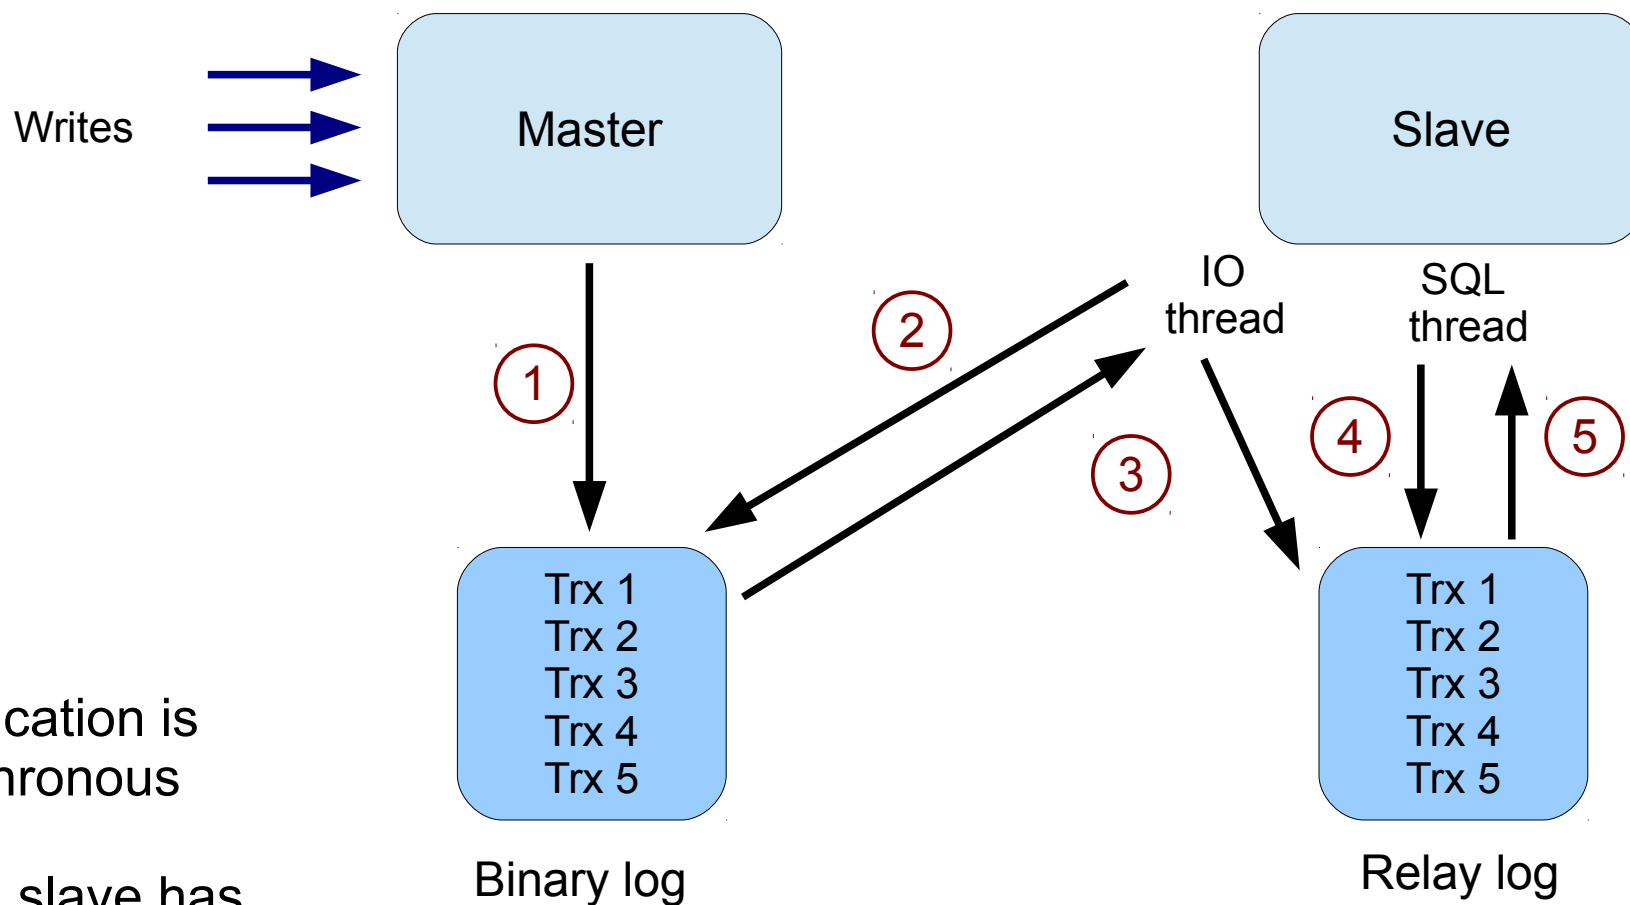 Writes
Master
Slave
IO
thread
SQL
thread
1
2
3
4
5
Trx 1
Trx 2
Trx 3
Trx 4
Trx 5
Trx 1
Trx 2
Trx 3
Trx 4
Trx 5
cation is
hronous
slave has
Binary log
Relay log